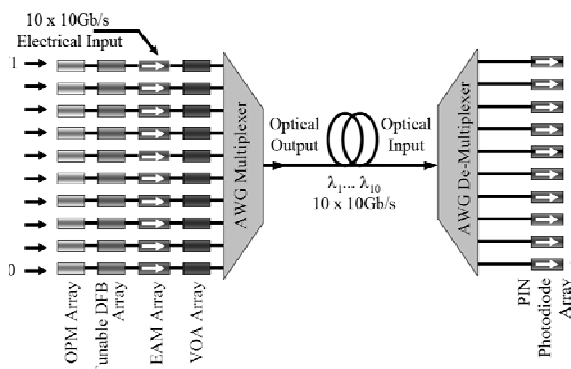 10 x 10Gb/s
Electrical Input
1
0
OPM Array
unable DFB
Array
EAM Array
VOA Array
AWG Multiplexer
Optical
Output
Optical
Input
λ1... λ10
10 x 10Gb/s
AWG De-Multiplexer
PIN
Photodiode
Array